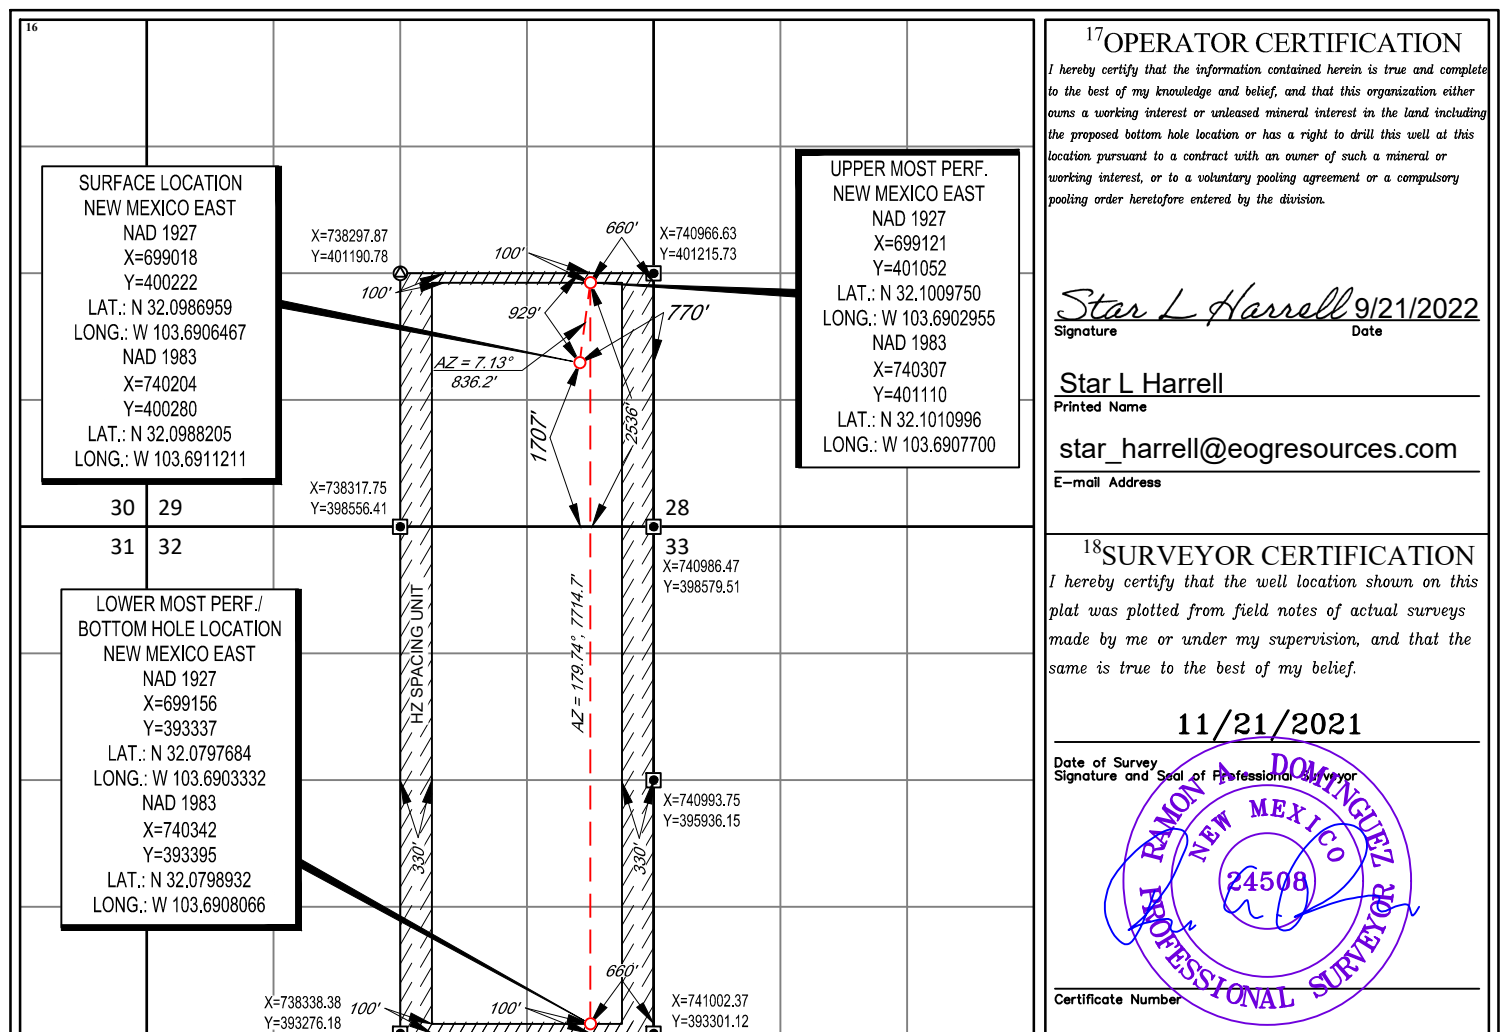 16
SURFACE LOCATION
NEW MEXICO EAST
NAD 1927
X=699018
Y=400222
LAT.: N 32.0986959
LONG.: W 103.6906467
NAD 1983
X=740204
Y=400280
LAT.: N 32.0988205
LONG.: W 103.6911211
X=738297.87
Y=401190.78
100'
660'
X=740966.63
Y=401215.73
100'
929'
770'
AZ = 7.13°
836.2'
1707'
2536'
UPPER MOST PERF.
NEW MEXICO EAST
NAD 1927
X=699121
Y=401052
LAT.: N 32.1009750
LONG.: W 103.6902955
NAD 1983
X=740307
Y=401110
LAT.: N 32.1010996
LONG.: W 103.6907700
X=738317.75
Y=398556.41
30 29
31 32
28
33
X=740986.47
Y=398579.51
LOWER MOST PERF./
BOTTOM HOLE LOCATION
NEW MEXICO EAST
NAD 1927
X=699156
Y=393337
LAT.: N 32.0797684
LONG.: W 103.6903332
NAD 1983
X=740342
Y=393395
LAT.: N 32.0798932
LONG.: W 103.6908066
HZ SPACING UNIT
AZ = 179.74°, 7714.7'
330'
330'
X=740993.75
Y=395936.15
X=738338.38
Y=393276.18
100'
100'
660'
X=741002.37
Y=393301.12
17OPERATOR CERTIFICATION
I hereby certify that the information contained herein is true and complete
to the best of my knowledge and belief, and that this organization either
owns a working interest or unleased mineral interest in the land including
the proposed bottom hole location or has a right to drill this well at this
location pursuant to a contract with an owner of such a mineral or
working interest, or to a voluntary pooling agreement or a compulsory
pooling order heretofore entered by the division.
Star L Harrell 9/21/2022
Signature Date
Star L Harrell
Printed Name
star_harrell@eogresources.com
E-mail Address
18SURVEYOR CERTIFICATION
I hereby certify that the well location shown on this
plat was plotted from field notes of actual surveys
made by me or under my supervision, and that the
same is true to the best of my belief.
11/21/2021
Date of Survey
Signature and Seal of Professional Surveyor
RAMON A. DOMINGUEZ
NEW MEXICO
24508
PROFESSIONAL SURVEYOR
Certificate Number